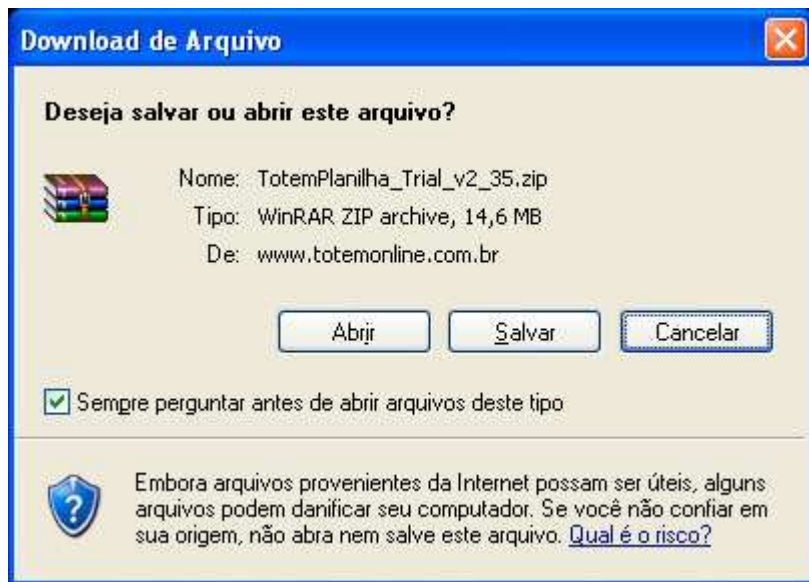 Download de Arquivo
Deseja salvar ou abrir este arquivo?
Nome: TotemPlanilha_Trial_v2_35.zip
Tipo: WinRAR ZIP archive, 14,6 MB
De: www.totemonline.com.br
Abrir Salvar Cancelar
Sempre perguntar antes de abrir arquivos deste tipo
Embora arquivos provenientes da Internet possam ser úteis, alguns
arquivos podem danificar seu computador. Se você não confiar em
sua origem, não abra nem salve este arquivo. Qual é o risco?